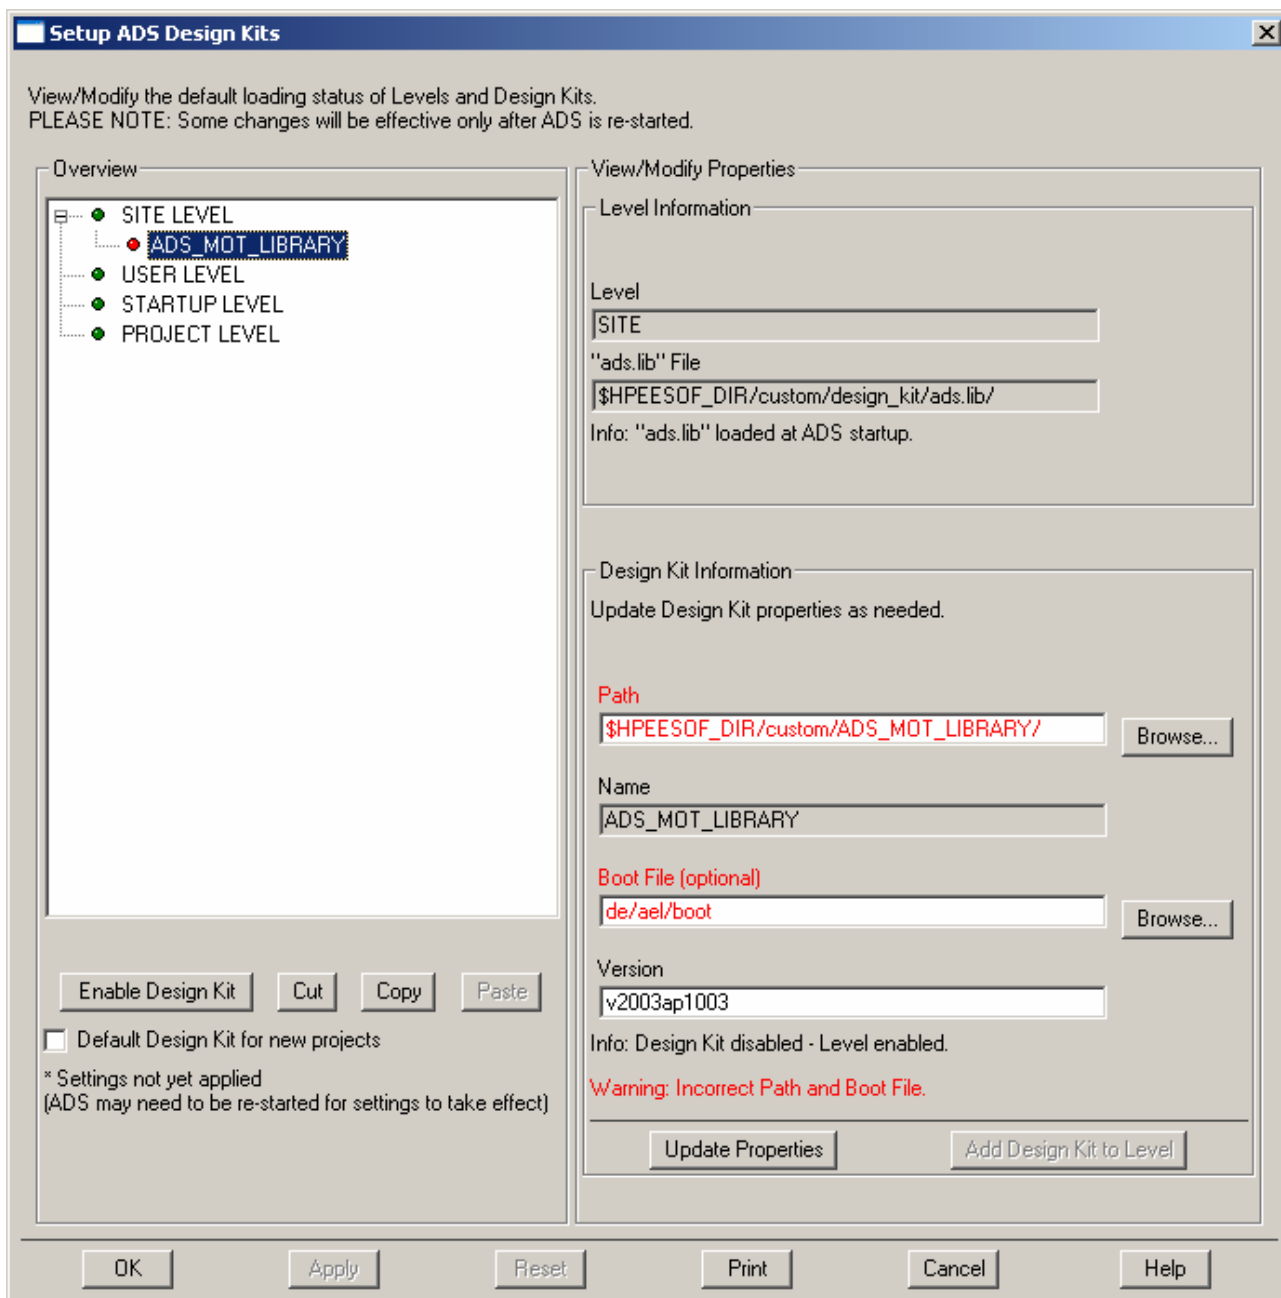 Setup ADS Design Kits
View/Modify the default loading status of Levels and Design Kits.
PLEASE NOTE: Some changes will be effective only after ADS is re-started.
Overview
SITE LEVEL
ADS_MOT_LIBRARY
USER LEVEL
STARTUP LEVEL
PROJECT LEVEL
Enable Design Kit Cut Copy Paste
Default Design Kit for new projects
* Settings not yet applied
(ADS may need to be re-started for settings to take effect)
View/Modify Properties
Level Information
Level
SITE
"ads.lib" File
$HPEESOF_DIR/custom/design_kit/ads.lib/
Info: "ads.lib" loaded at ADS startup.
Design Kit Information
Update Design Kit properties as needed.
Path
$HPEESOF_DIR/custom/ADS_MOT_LIBRARY/ Browse...
Name
ADS_MOT_LIBRARY
Boot File (optional)
de/ael/boot Browse...
Version
v2003ap1003
Info: Design Kit disabled - Level enabled.
Warning: Incorrect Path and Boot File.
Update Properties Add Design Kit to Level
OK Apply Reset Print Cancel Help